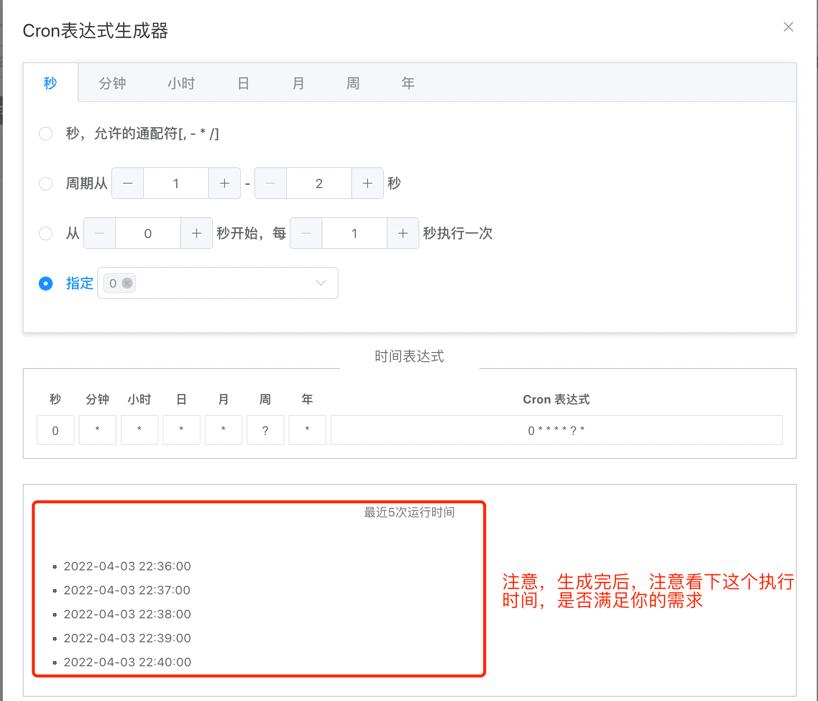 Cron表达式生成器
秒 分钟 小时 日 月 周 年
秒，允许的通配符[, - * /]
周期从 － 1 + - － 2 + 秒
从 － 0 + 秒开始，每 － 1 + 秒执行一次
指定 0
时间表达式
秒 分钟 小时 日 月 周 年 Cron 表达式
0 * * * * ? * 0 * * * * ? *
最近5次运行时间
2022-04-03 22:36:00
2022-04-03 22:37:00
2022-04-03 22:38:00
2022-04-03 22:39:00
2022-04-03 22:40:00
注意，生成完后，注意看下这个执行
时间，是否满足你的需求